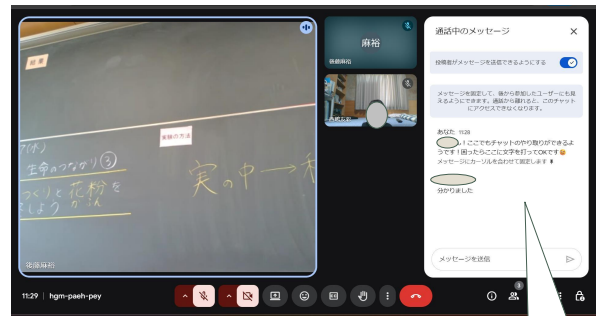 結果
実験の方法
7(木)
生命のつながり③
つくりと花粉を
しよう
かん
実の中→
後藤麻裕
麻裕
後藤麻裕
通話中のメッセージ
投稿者がメッセージを送信できるようにする
メッセージを固定して、後から参加したユーザーにも見
えるようにできます。通話から離れると、このチャット
にアクセスできなくなります。
あなた 11:28
！ここでもチャットのやり取りができるよ
うです！困ったらここに文字を打ってOKです😄
メッセージにカーソルを合わせて固定します
分かりました
メッセージを送信
11:29 | hgm-paeh-pey
3